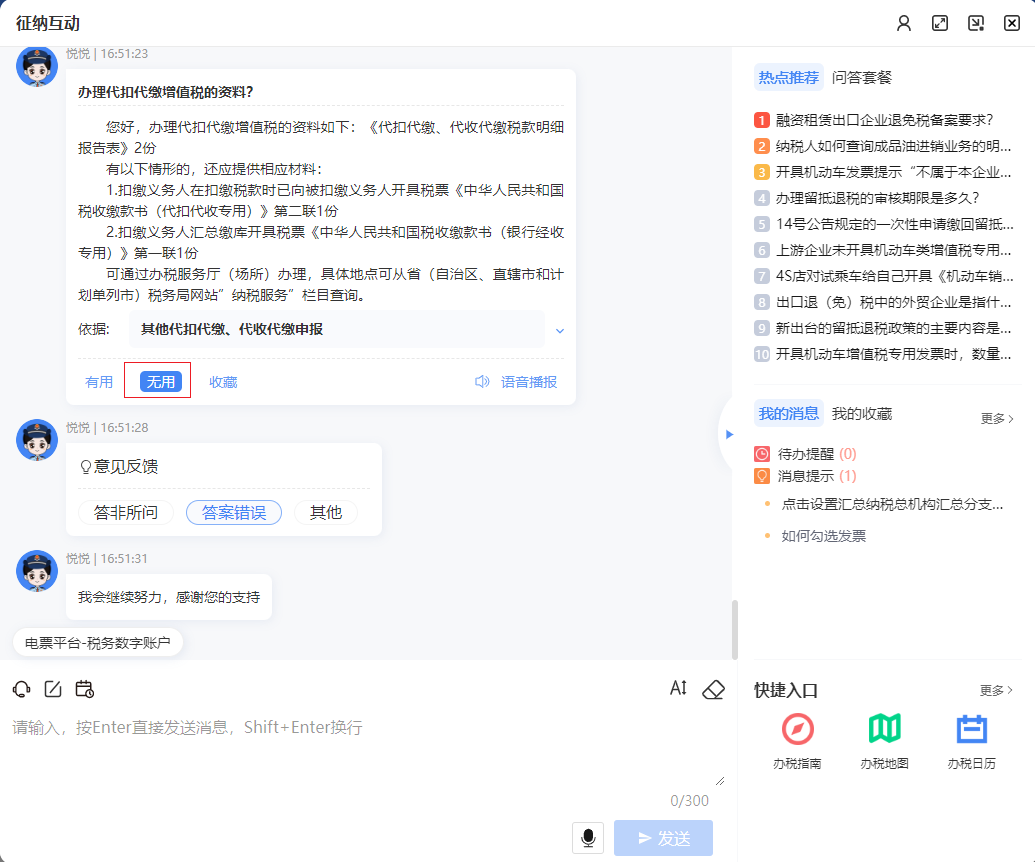 征纳互动
悦悦 | 16:51:23
办理代扣代缴增值税的资料?
您好，办理代扣代缴增值税的资料如下：《代扣代缴、代收代缴税款明细
报告表》2份
有以下情形的，还应提供相应材料：
1.扣缴义务人在扣缴税款时已向被扣缴义务人开具税票《中华人民共和国
税收缴款书（代扣代收专用）》第二联1份
2.扣缴义务人汇总缴库开具税票《中华人民共和国税收缴款书（银行经收
专用）》第一联1份
可通过办税服务厅（场所）办理，具体地点可从省（自治区、直辖市和计
划单列市）税务局网站”纳税服务”栏目查询。
依据: 其他代扣代缴、代收代缴申报
有用 无用 收藏 语音播报
悦悦 | 16:51:28
意见反馈
答非所问 答案错误 其他
悦悦 | 16:51:31
我会继续努力，感谢您的支持
电票平台-税务数字账户
A
请输入，按Enter直接发送消息，Shift+Enter换行
0/300
发送
热点推荐 问答套餐
1 融资租赁出口企业退免税备案要求?
2 纳税人如何查询成品油进销业务的明...
3 开具机动车发票提示“不属于本企业...
4 办理留抵退税的审核期限是多久?
5 14号公告规定的一次性申请缴回留抵...
6 上游企业未开具机动车类增值税专用...
7 4S店对试乘车给自己开具《机动车销...
8 出口退（免）税中的外贸企业是指什...
9 新出台的留抵退税政策的主要内容是...
10 开具机动车增值税专用发票时，数量...
我的消息 我的收藏 更多
待办提醒 (0)
消息提示 (1)
点击设置汇总纳税总机构汇总分支...
如何勾选发票
快捷入口 更多
办税指南 办税地图 办税日历